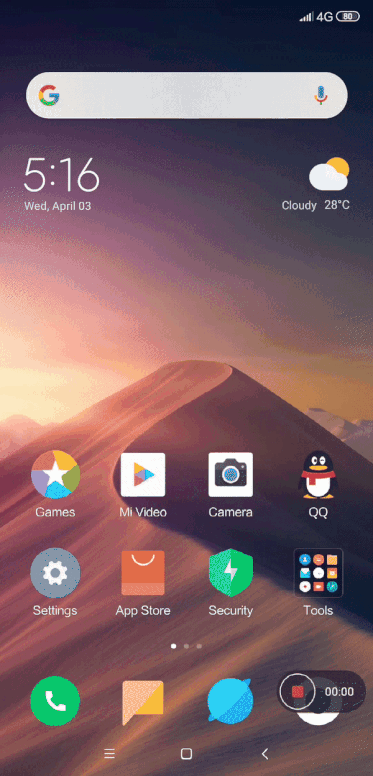 4G 80
5:16
Wed, April 03
Cloudy 28°C
Games Mi Video Camera QQ
Settings App Store Security Tools
00:00